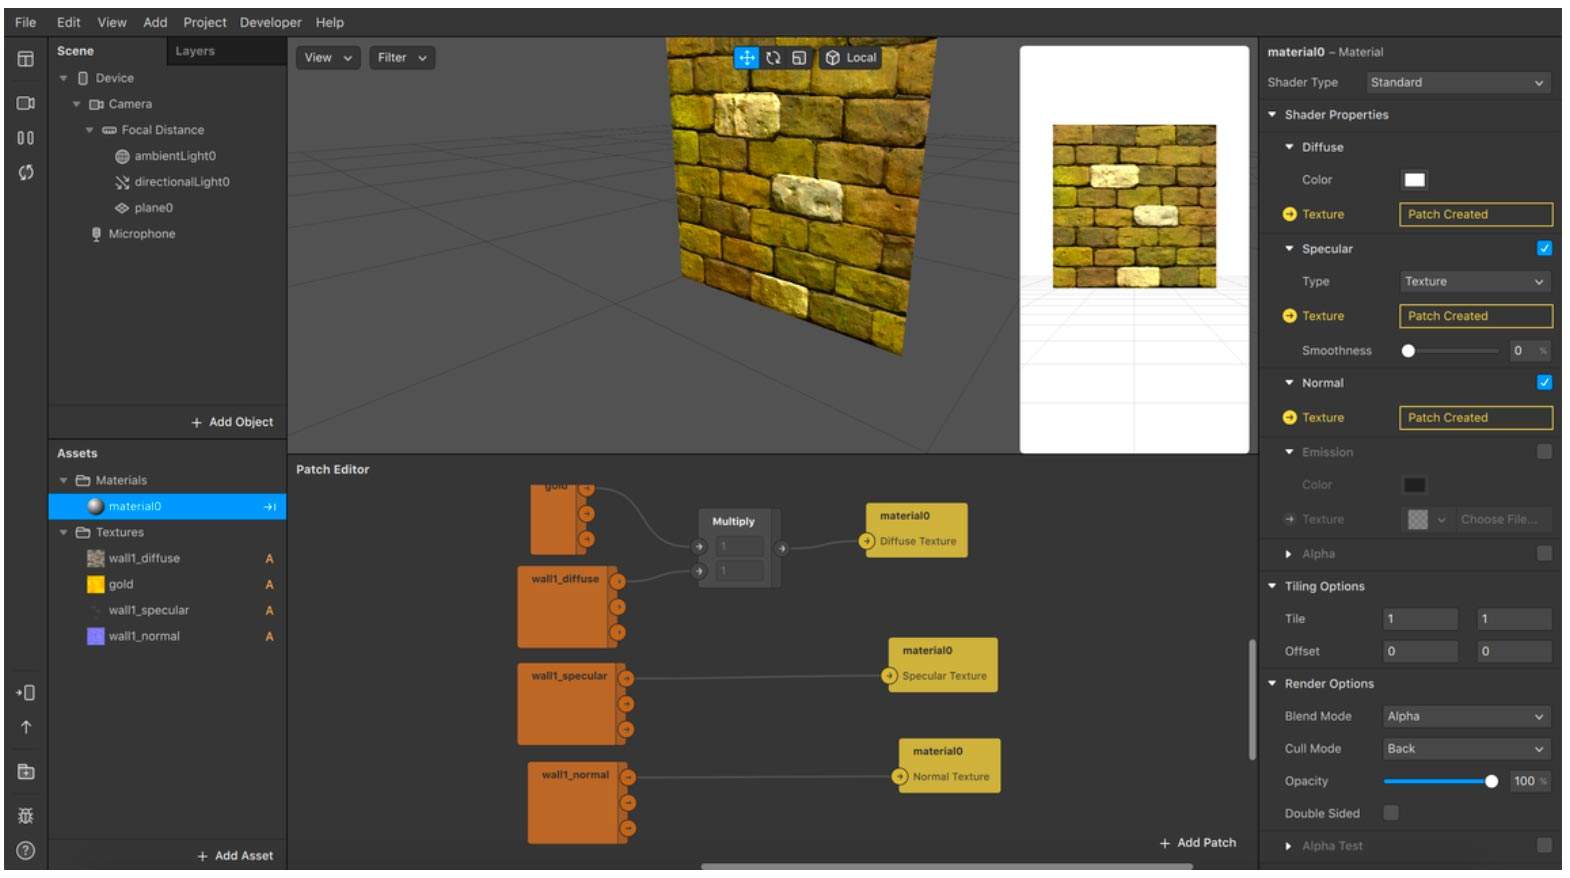 File Edit View Add Project Developer Help
Scene Layers
Device
Camera
Focal Distance
ambientLight0
directionalLight0
plane0
Microphone
+ Add Object
Assets
Materials
material0
Textures
wall1_diffuse A
gold A
wall1_specular A
wall1_normal A
+ Add Asset
View Filter
Local
Patch Editor
gold
wall1_diffuse
wall1_specular
wall1_normal
Multiply
1
1
material0
Diffuse Texture
material0
Specular Texture
material0
Normal Texture
+ Add Patch
material0 – Material
Shader Type Standard
Shader Properties
Diffuse
Color
Texture Patch Created
Specular
Type Texture
Texture Patch Created
Smoothness 0 %
Normal
Texture Patch Created
Emission
Color
Texture Choose File...
Alpha
Tiling Options
Tile 1 1
Offset 0 0
Render Options
Blend Mode Alpha
Cull Mode Back
Opacity 100 %
Double Sided
Alpha Test